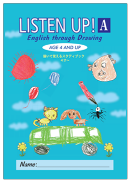 LISTEN UP! A
English through Drawing
AGE 4 AND UP
Name: